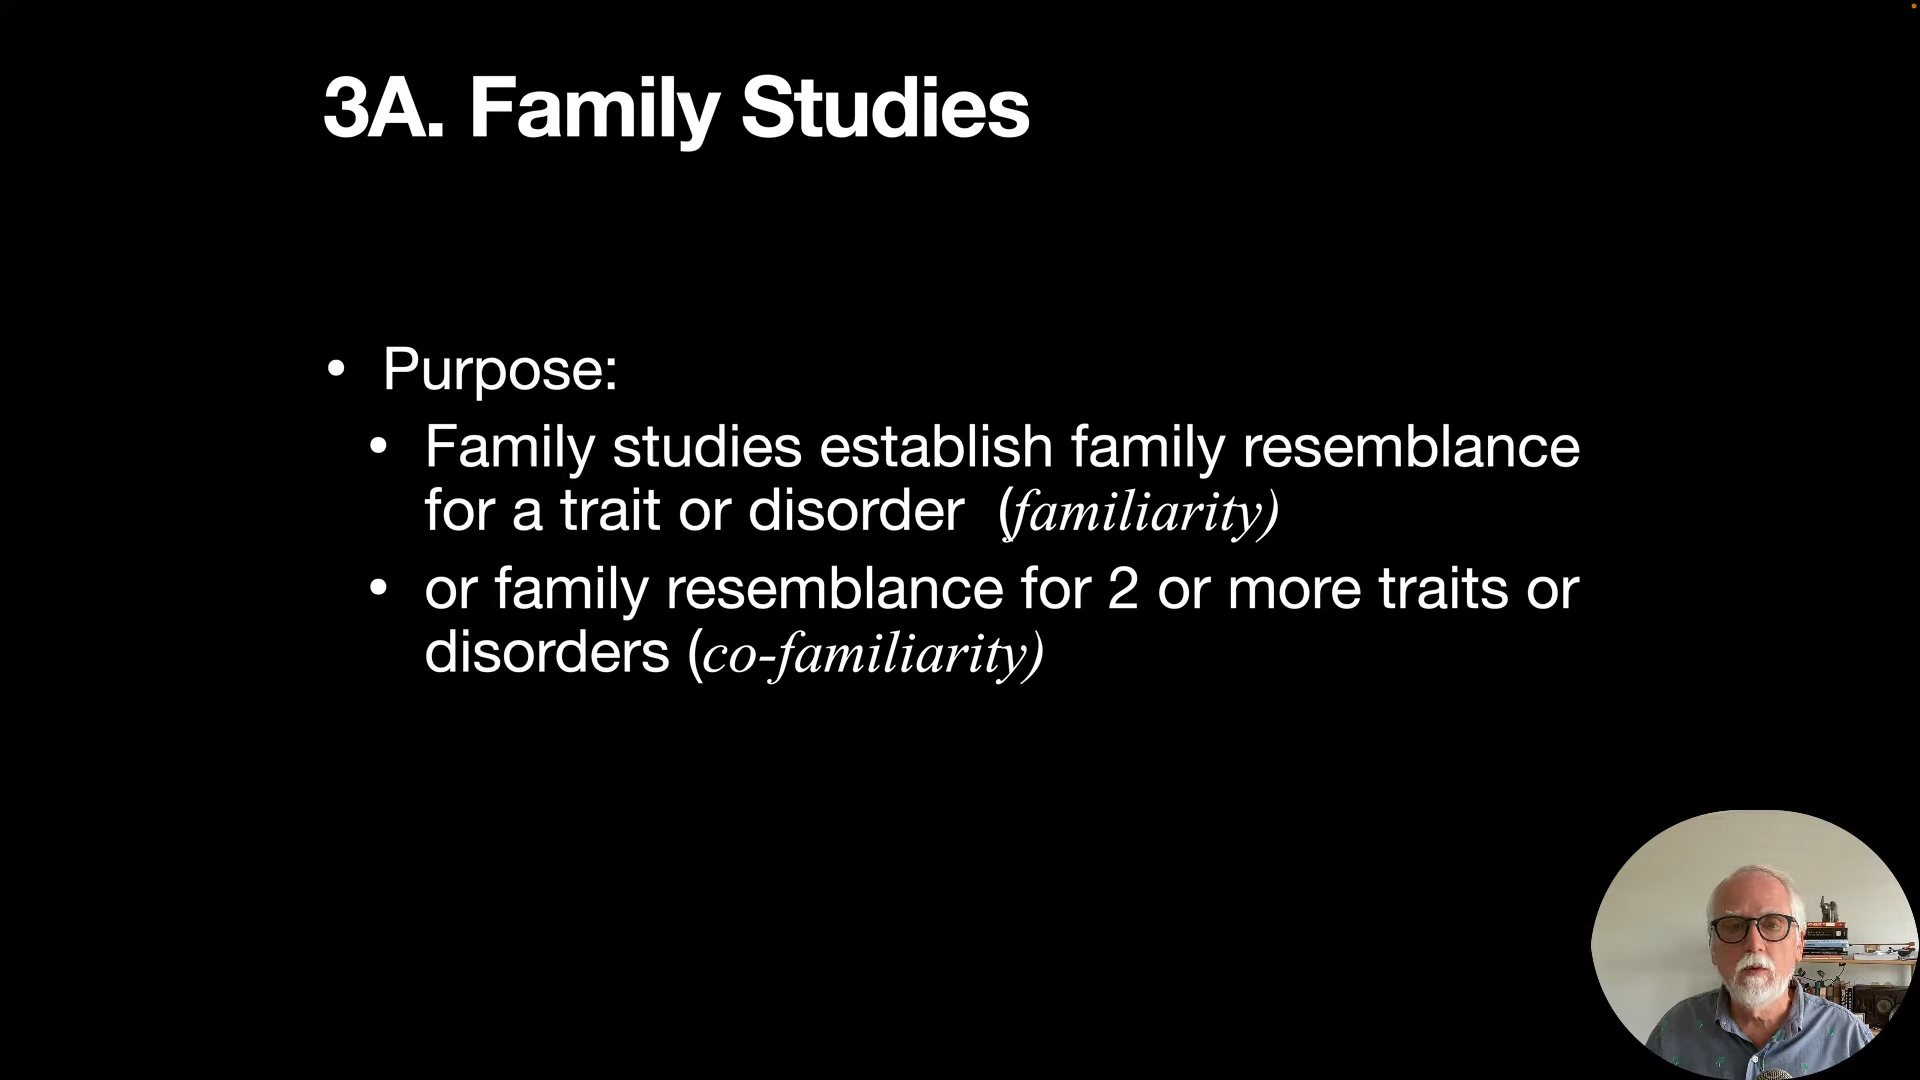 3A. Family Studies
• Purpose:
• Family studies establish family resemblance
for a trait or disorder (familiarity)
• or family resemblance for 2 or more traits or
disorders (co-familiarity)